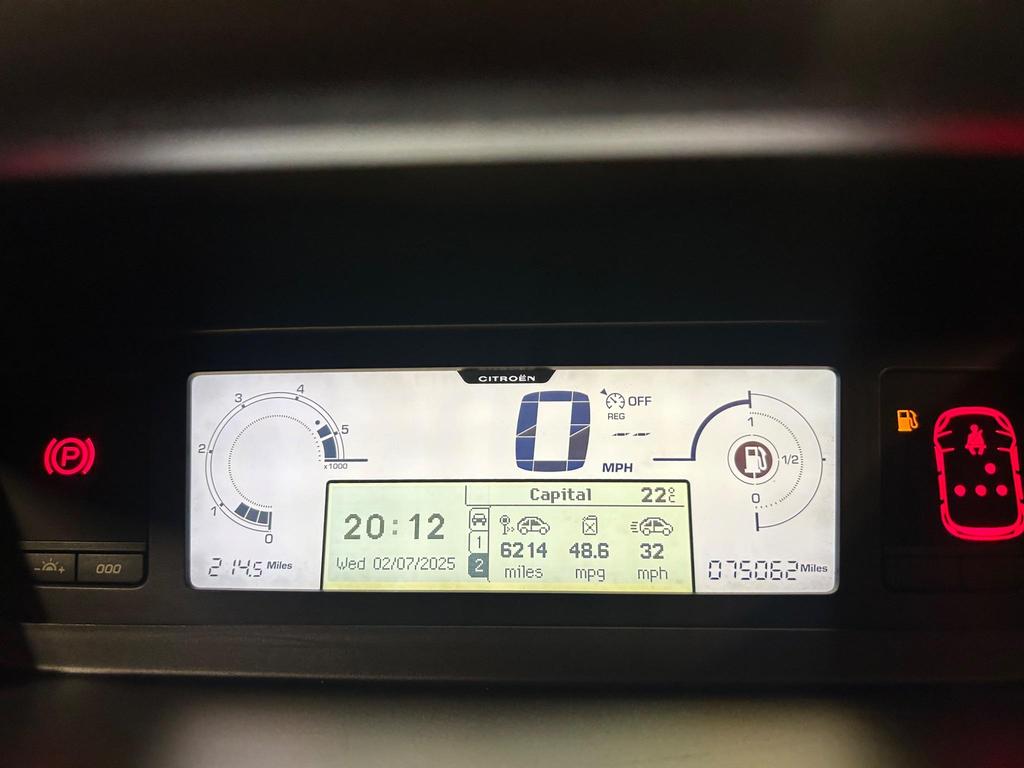 CITROËN
4
3
5
2
x1000
1
0
214.5 Miles
0
OFF
REG
-- --
MPH
1
1/2
0
Capital 22°C
20:12
Wed 02/07/2025
1
2
6214 48.6 32
miles mpg mph
075062 Miles
P
- +
000